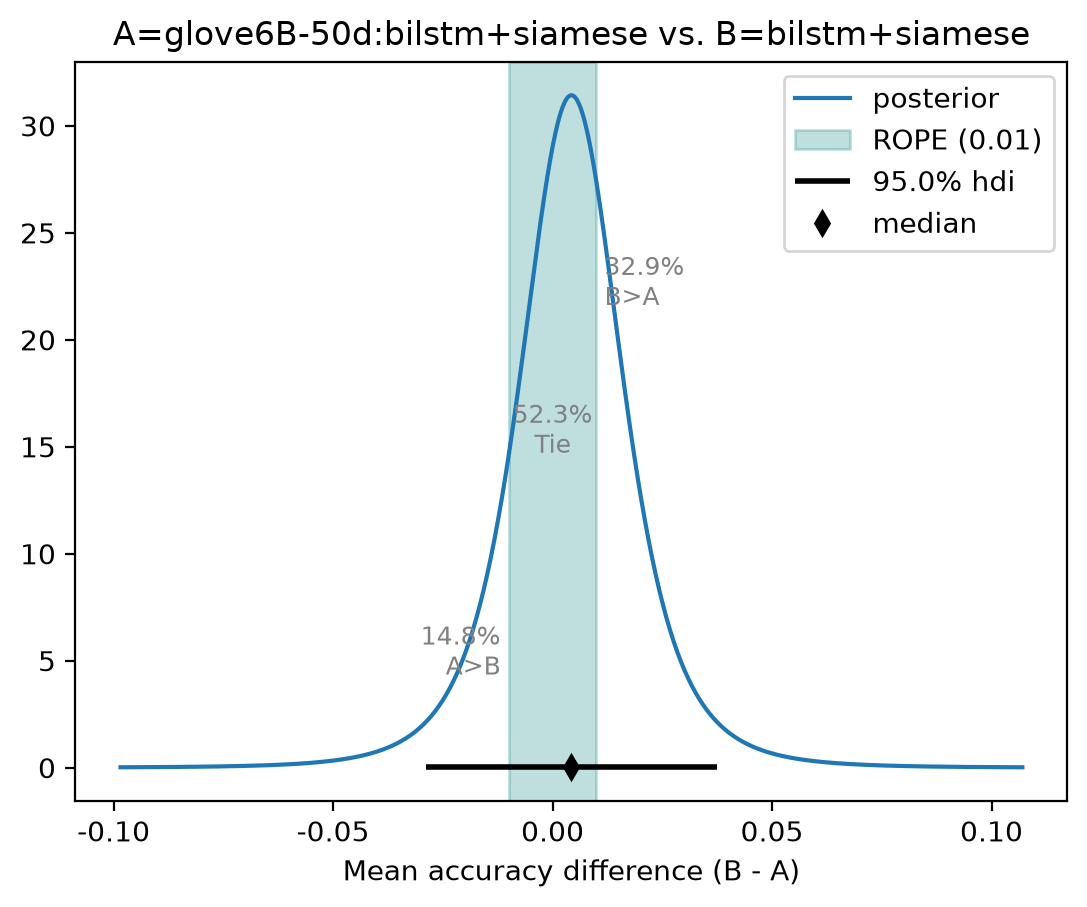 A=glove6B-50d:bilstm+siamese vs. B=bilstm+siamese
posterior
ROPE (0.01)
95.0% hdi
median
30
25
20
15
10
5
0
32.9%
B>A
52.3%
Tie
14.8%
A>B
-0.10
-0.05
0.00
0.05
0.10
Mean accuracy difference (B - A)